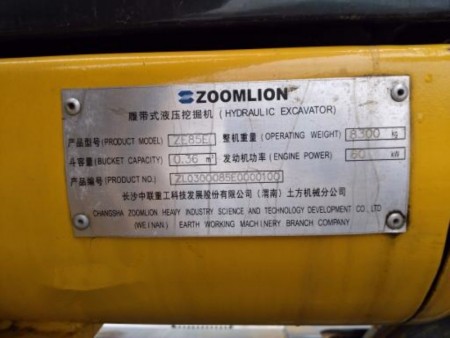 ZOOMLION
履带式液压挖掘机 (HYDRAULIC EXCAVATOR)
产品型号(PRODUCT MODEL) ZE85E 整机重量(OPERATING WEIGHT) 8300 kg
斗容量(BUCKET CAPACITY) 0.36 m³ 发动机功率(ENGINE POWER) 60 kW
产品编号(PRODUCT NO.) ZL0300085E0000100
长沙中联重工科技发展股份有限公司(渭南)土方机械分公司
CHANGSHA ZOOMLION HEAVY INDUSTRY SCIENCE AND TECHNOLOGY DEVELOPMENT CO., LTD
(WEINAN) EARTH WORKING MACHINERY BRANCH COMPANY